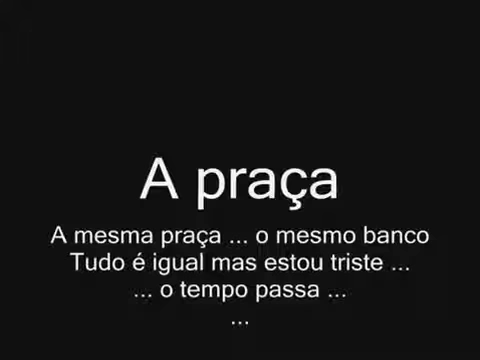 A praça
A mesma praça ... o mesmo banco
Tudo é igual mas estou triste ...
... o tempo passa ...
...